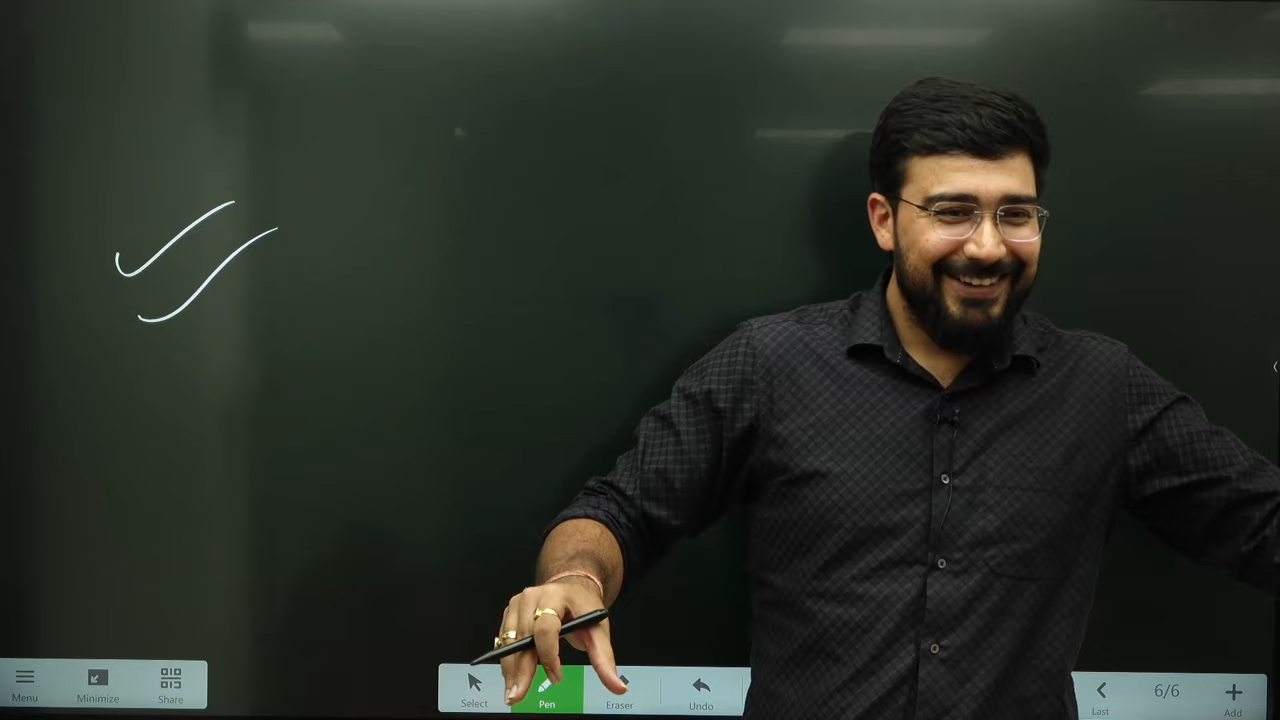 Menu
Minimize
Share
Select
Pen
Eraser
Undo
Last
6/6
Add